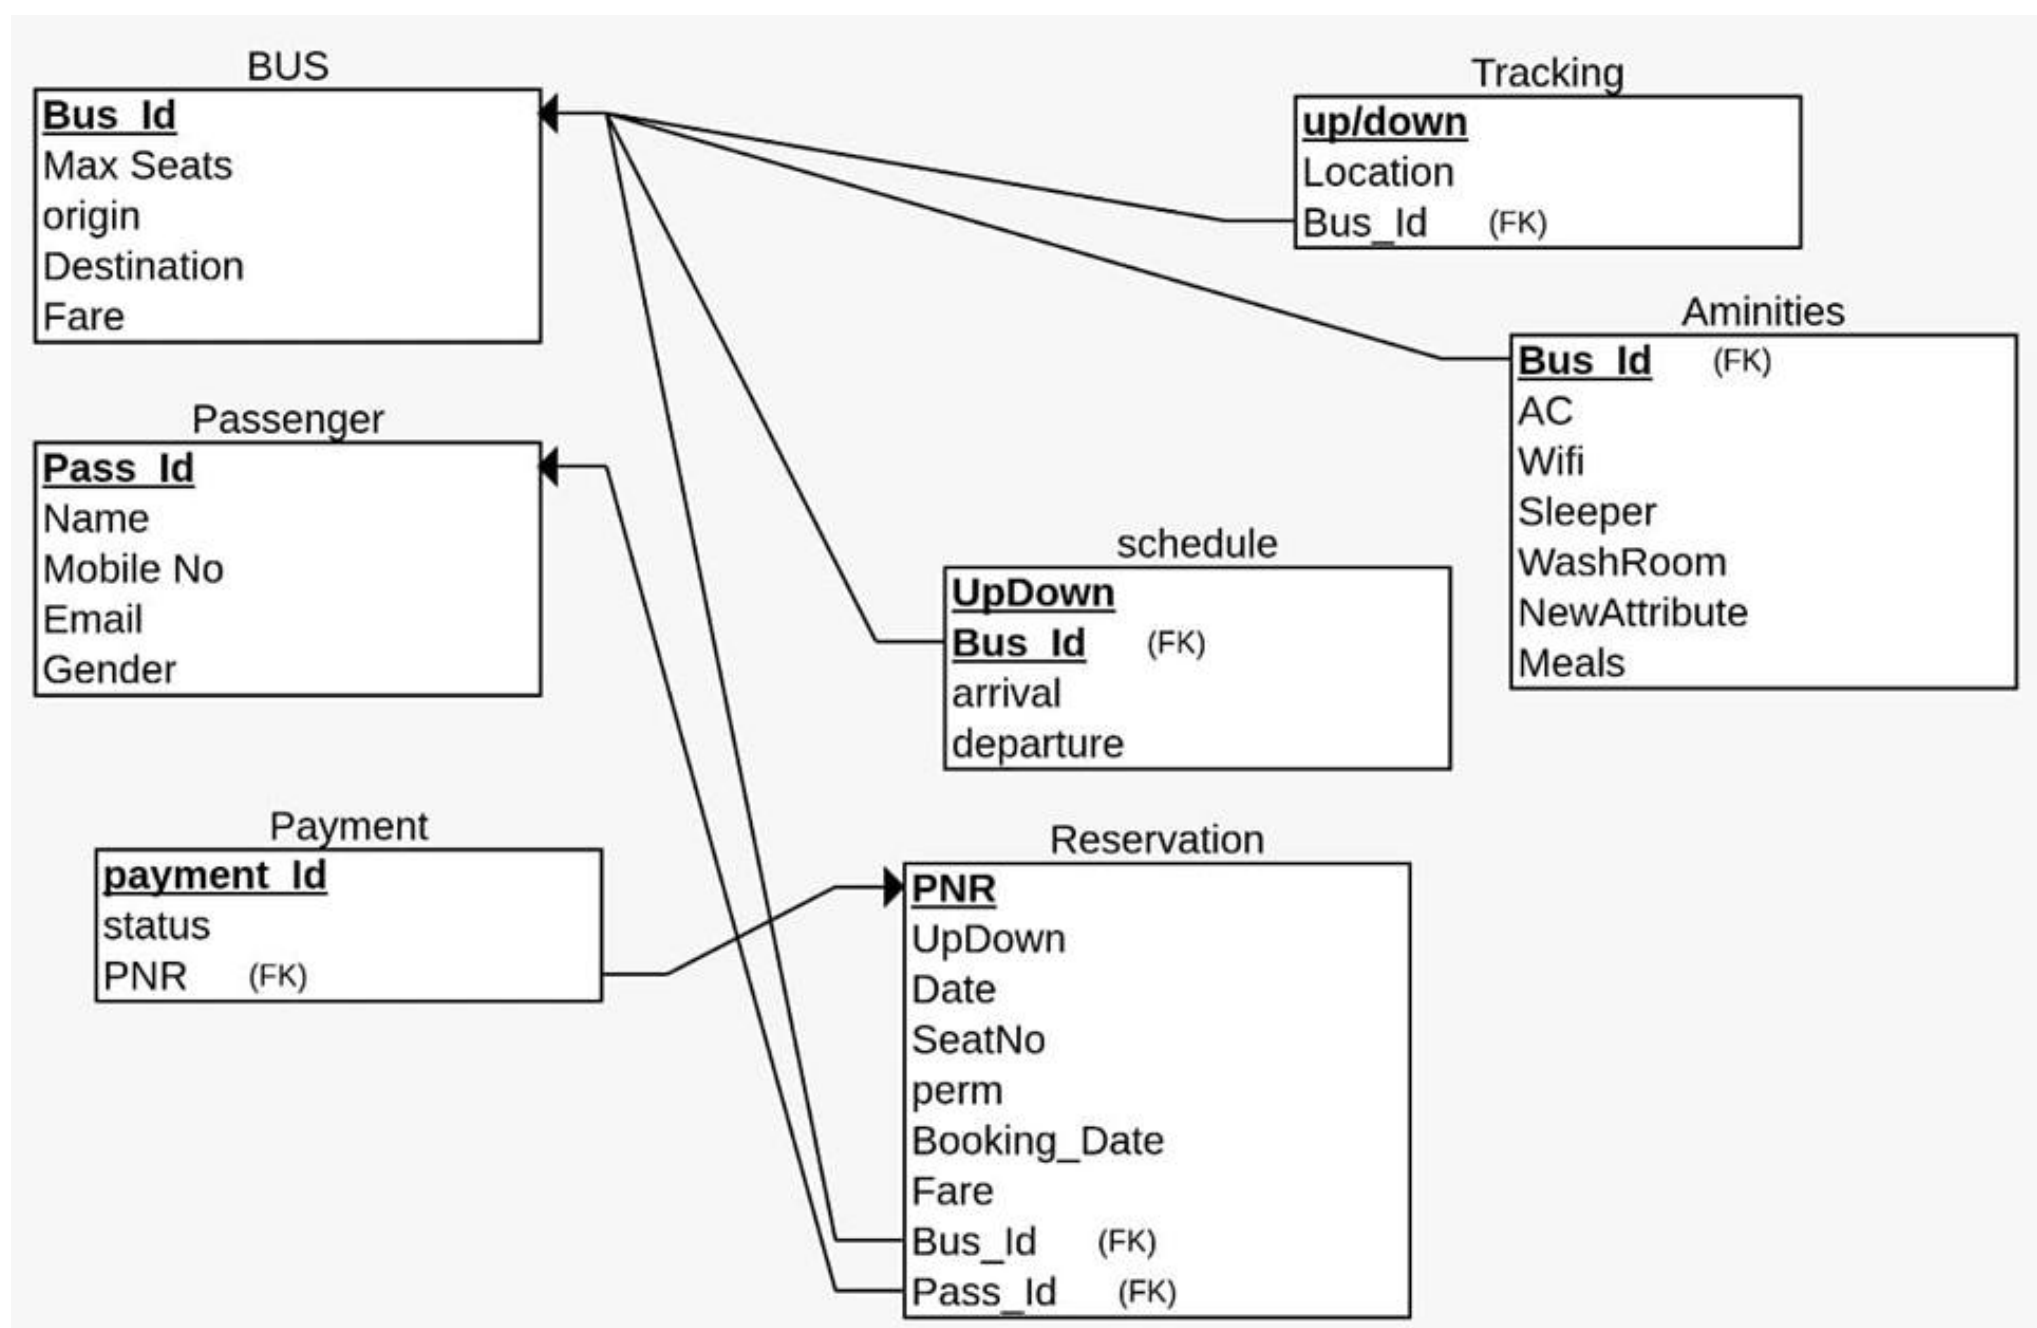 BUS
Bus_Id
Max Seats
origin
Destination
Fare
Tracking
up/down
Location
Bus_Id (FK)
Aminities
Bus_Id (FK)
AC
Wifi
Sleeper
WashRoom
NewAttribute
Meals
Passenger
Pass_Id
Name
Mobile No
Email
Gender
schedule
UpDown
Bus_Id (FK)
arrival
departure
Payment
payment_Id
status
PNR (FK)
Reservation
PNR
UpDown
Date
SeatNo
perm
Booking_Date
Fare
Bus_Id (FK)
Pass_Id (FK)